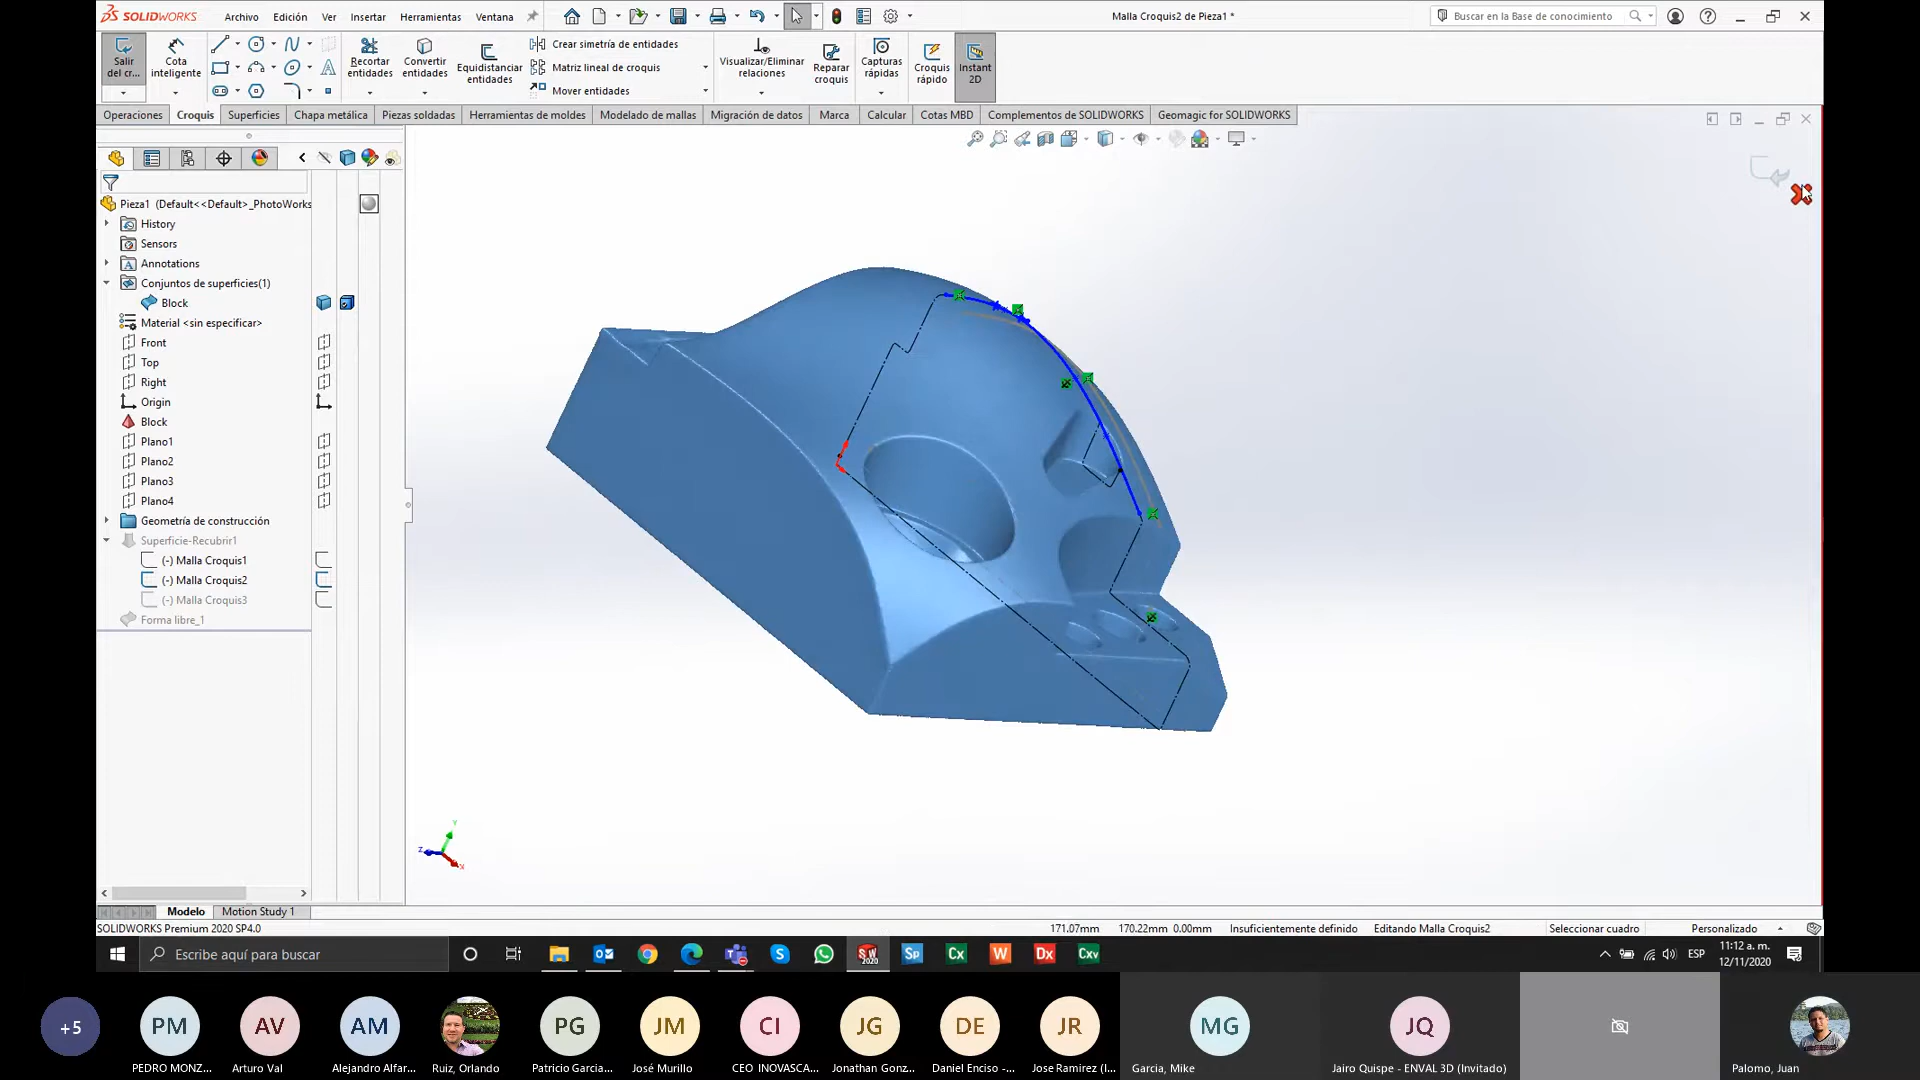 SOLIDWORKS
Archivo Edición Ver Insertar Herramientas Ventana
Malla Croquis2 de Pieza1 *
Buscar en la Base de conocimiento
Salir del cr...
Cota inteligente
Recortar entidades
Convertir entidades
Equidistanciar entidades
Crear simetría de entidades
Matriz lineal de croquis
Mover entidades
Visualizar/Eliminar relaciones
Reparar croquis
Capturas rápidas
Croquis rápido
Instant 2D
Operaciones Croquis Superficies Chapa metálica Piezas soldadas Herramientas de moldes Modelado de mallas Migración de datos Marca Calcular Cotas MBD Complementos de SOLIDWORKS Geomagic for SOLIDWORKS
Pieza1 (Default<<Default>_PhotoWorks
History
Sensors
Annotations
Conjuntos de superficies(1)
Block
Material <sin especificar>
Front
Top
Right
Origin
Block
Plano1
Plano2
Plano3
Plano4
Geometría de construcción
Superficie-Recubrir1
(-) Malla Croquis1
(-) Malla Croquis2
(-) Malla Croquis3
Forma libre_1
Y
Z
Modelo Motion Study 1
SOLIDWORKS Premium 2020 SP4.0
171.07mm 170.22mm 0.00mm Insuficientemente definido Editando Malla Croquis2 Seleccionar cuadro Personalizado
Escribe aquí para buscar
SW 2020 Sp Cx W Dx Cxv
ESP
11:12 a. m.
12/11/2020
+5 PM AV AM PG JM CI JG DE JR MG JQ
PEDRO MONZ... Arturo Val Alejandro Alfar... Ruiz, Orlando Patricio Garcia... José Murillo CEO INOVASCA... Jonathan Gonz... Daniel Enciso -... Jose Ramirez (I... Garcia, Mike Jairo Quispe - ENVAL 3D (Invitado) Palomo, Juan